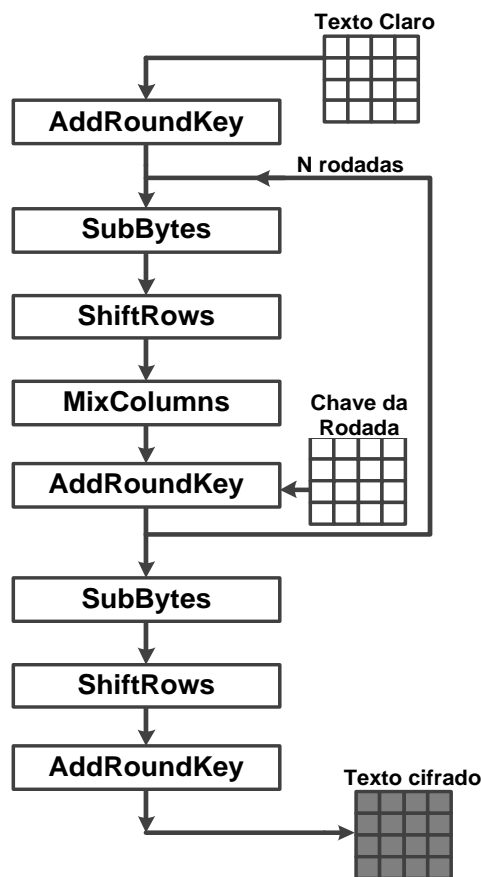 Texto Claro
AddRoundKey
N rodadas
SubBytes
ShiftRows
MixColumns
Chave da
Rodada
AddRoundKey
SubBytes
ShiftRows
AddRoundKey
Texto cifrado